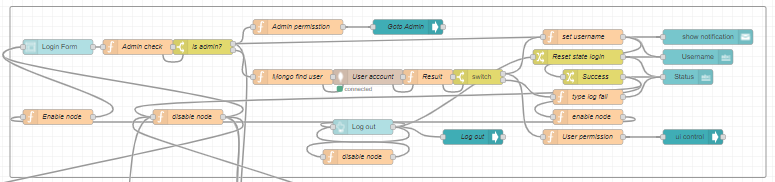 Admin permisstion
Goto Admin
set username
show notification
Login Form
Admin check
is admin?
Reset state login
Username
Mongo find user
User account
Result
switch
Success
Status
connected
type log fail
Enable node
disable node
enable node
Log out
User permission
ui control
Log out
disable node